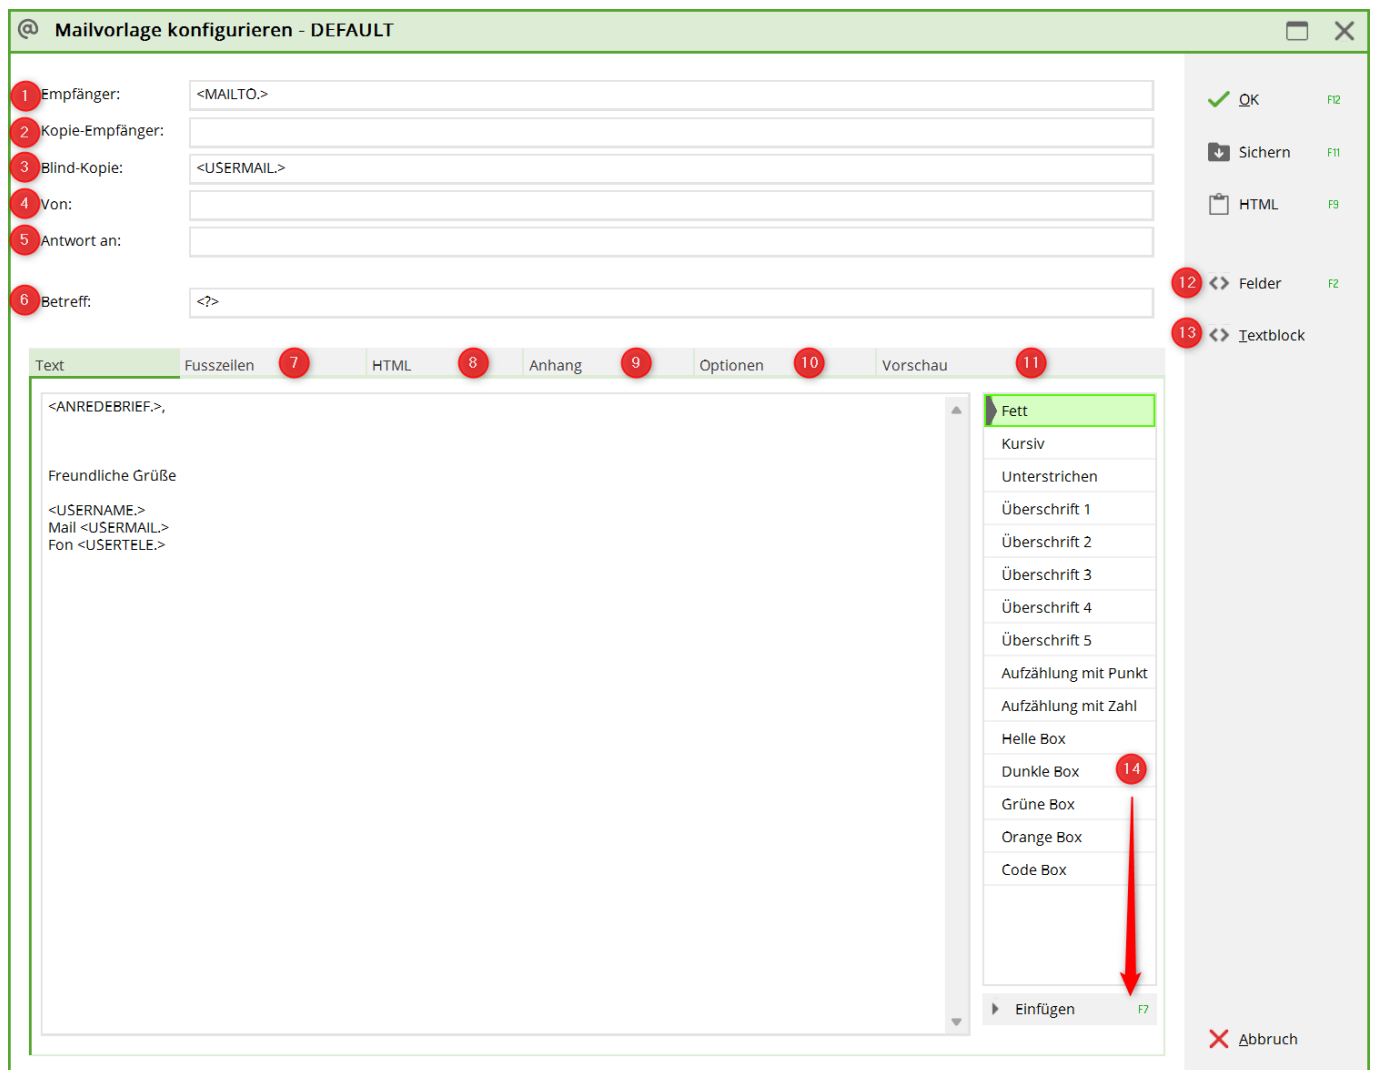 @ Mailvorlage konfigurieren - DEFAULT
1 Empfänger: <MAILTO.>
2 Kopie-Empfänger:
3 Blind-Kopie: <USERMAIL.>
4 Von:
5 Antwort an:
6 Betreff: <?>
OK F12
Sichern F11
HTML F9
12 <> Felder F2
13 <> Textblock
Text Fusszeilen 7 HTML 8 Anhang 9 Optionen 10 Vorschau 11
<ANREDEBRIEF.>,
Freundliche Grüße
<USERNAME.>
Mail <USERMAIL.>
Fon <USERTELE.>
Fett
Kursiv
Unterstrichen
Überschrift 1
Überschrift 2
Überschrift 3
Überschrift 4
Überschrift 5
Aufzählung mit Punkt
Aufzählung mit Zahl
Helle Box
Dunkle Box 14
Grüne Box
Orange Box
Code Box
Einfügen F7
Abbruch